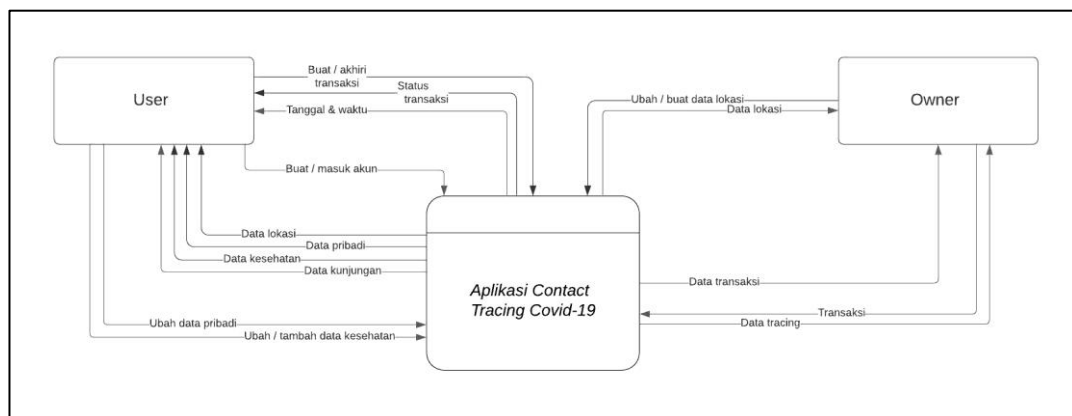 User
Owner
Buat / akhiri
transaksi
Status
transaksi
Tanggal & waktu
Ubah / buat data lokasi
Data lokasi
Buat / masuk akun
Data lokasi
Data pribadi
Data kesehatan
Data kunjungan
Aplikasi Contact
Tracing Covid-19
Data transaksi
Transaksi
Data tracing
Ubah data pribadi
Ubah / tambah data kesehatan